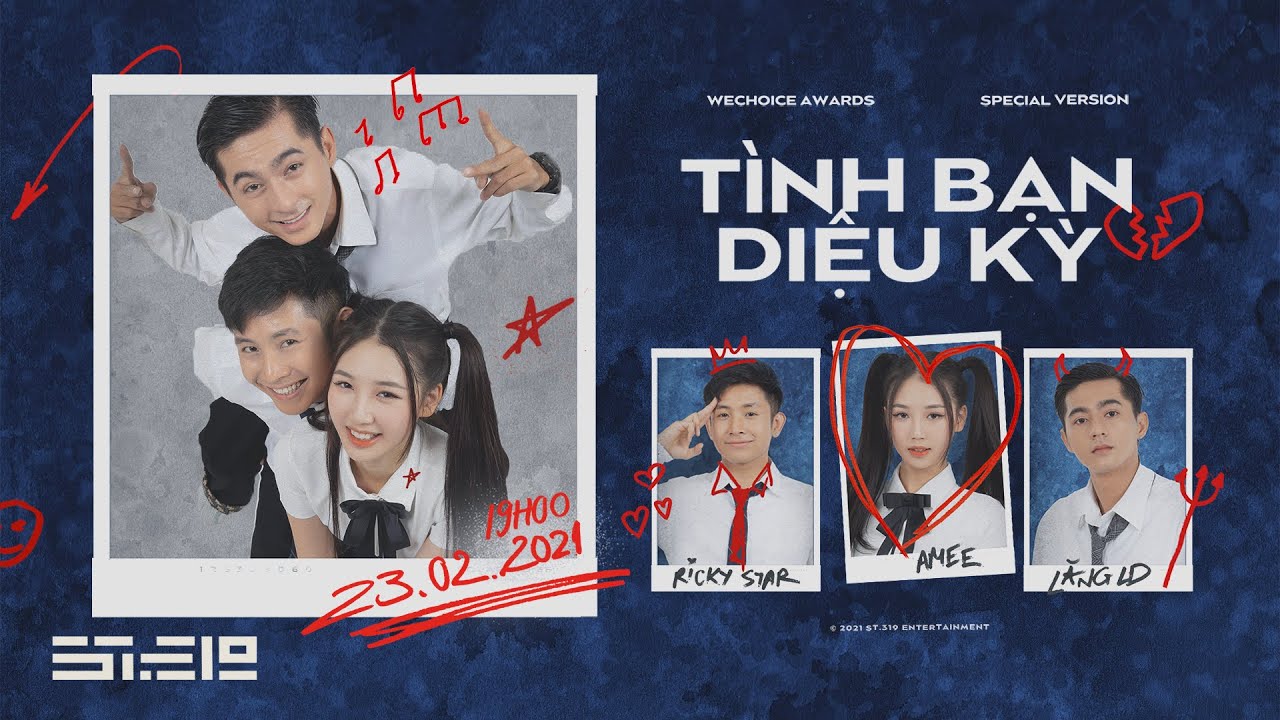 WECHOICE AWARDS
SPECIAL VERSION
TÌNH BẠN
DIỆU KỲ
19H00
23.02.2021
RICKY STAR
AMEE
LĂNG LD
© 2021 ST.319 ENTERTAINMENT
ST.319